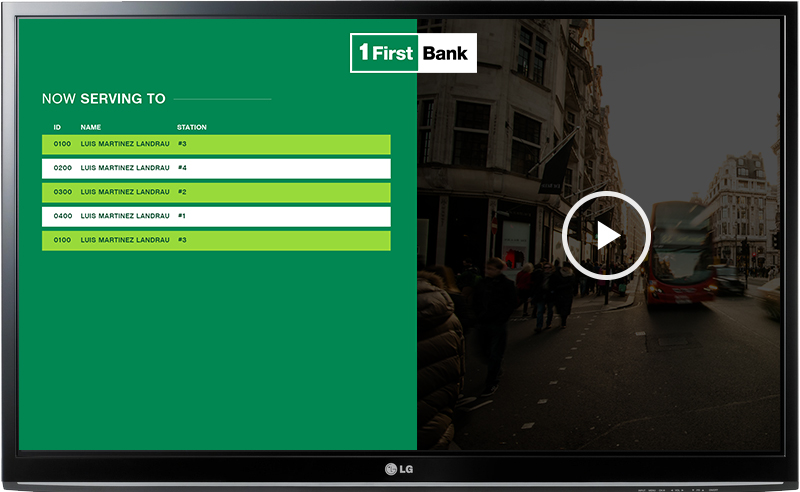 1 First Bank
NOW SERVING TO
ID NAME STATION
0100 LUIS MARTINEZ LANDRAU #3
0200 LUIS MARTINEZ LANDRAU #4
0300 LUIS MARTINEZ LANDRAU #2
0400 LUIS MARTINEZ LANDRAU #1
0100 LUIS MARTINEZ LANDRAU #3
LG